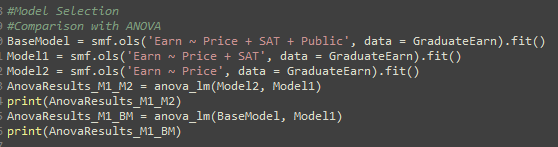 #Model Selection
#Comparison with ANOVA
BaseModel = smf.ols('Earn ~ Price + SAT + Public', data = GraduateEarn).fit()
Model1 = smf.ols('Earn ~ Price + SAT', data = GraduateEarn).fit()
Model2 = smf.ols('Earn ~ Price', data = GraduateEarn).fit()
AnovaResults_M1_M2 = anova_lm(Model2, Model1)
print(AnovaResults_M1_M2)
AnovaResults_M1_BM = anova_lm(BaseModel, Model1)
print(AnovaResults_M1_BM)